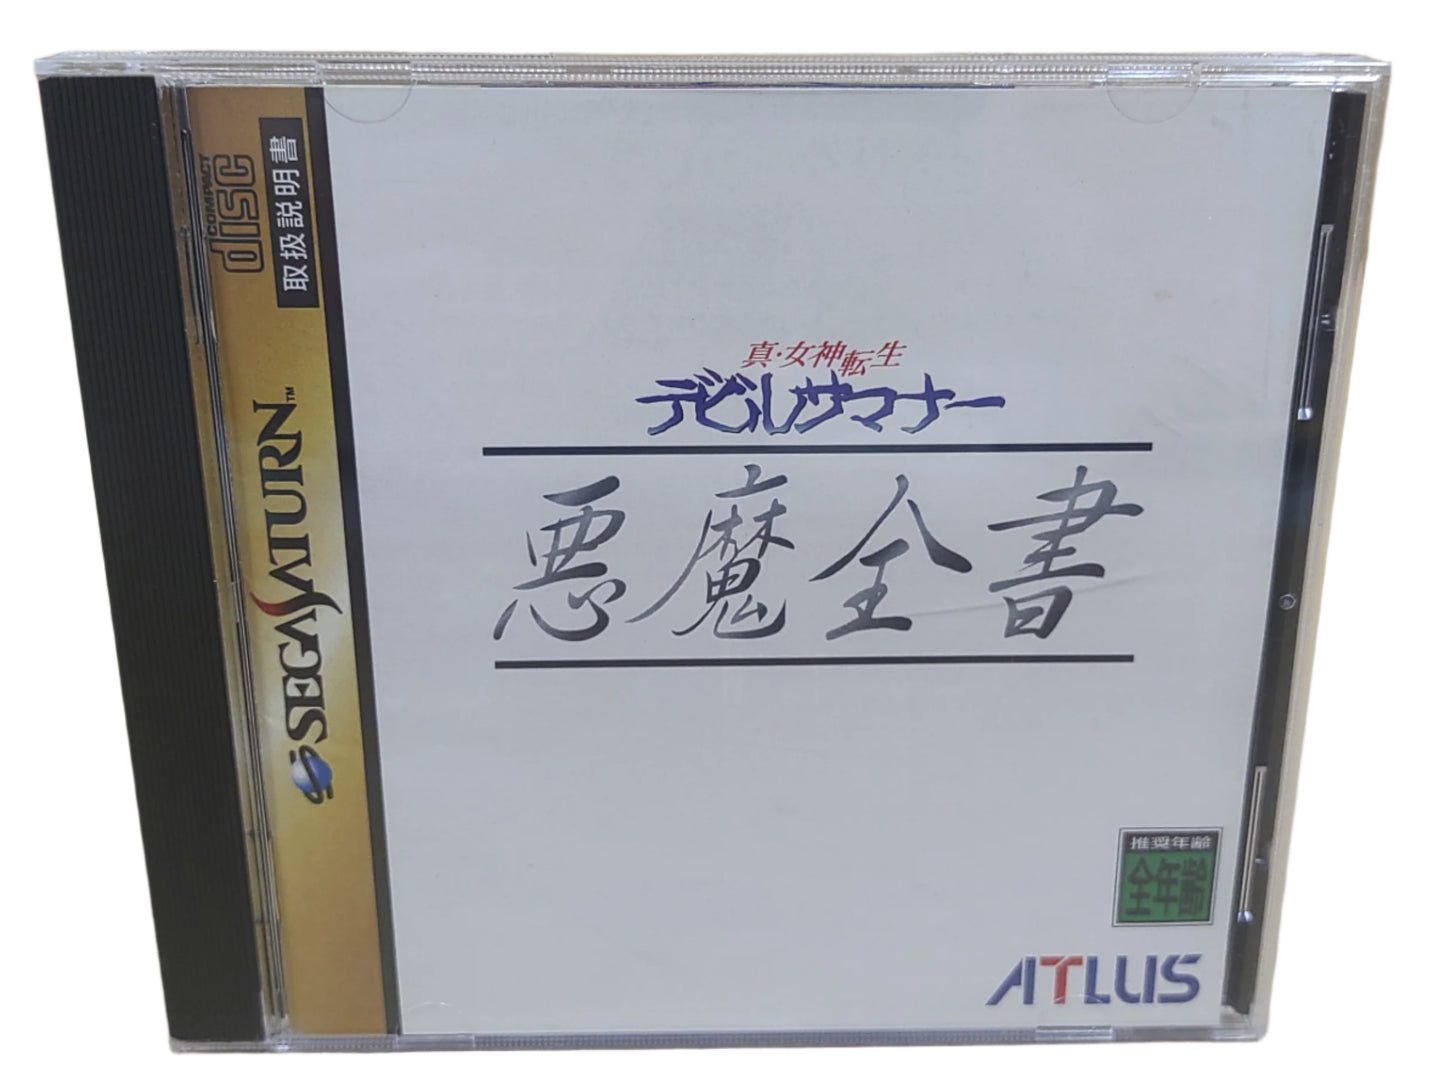 COMPACT
disc
取扱説明書
SEGA SATURN™
真・女神転生
デビルサマナー
悪魔全書
推奨年齢
全年齢
ATLUS